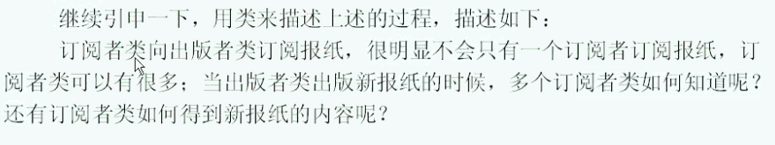 继续引申一下，用类来描述上述的过程，描述如下：
订阅者类向出版者类订阅报纸，很明显不会只有一个订阅者订阅报纸，订
阅者类可以有很多；当出版者类出版新报纸的时候，多个订阅者类如何知道呢？
还有订阅者类如何得到新报纸的内容呢？